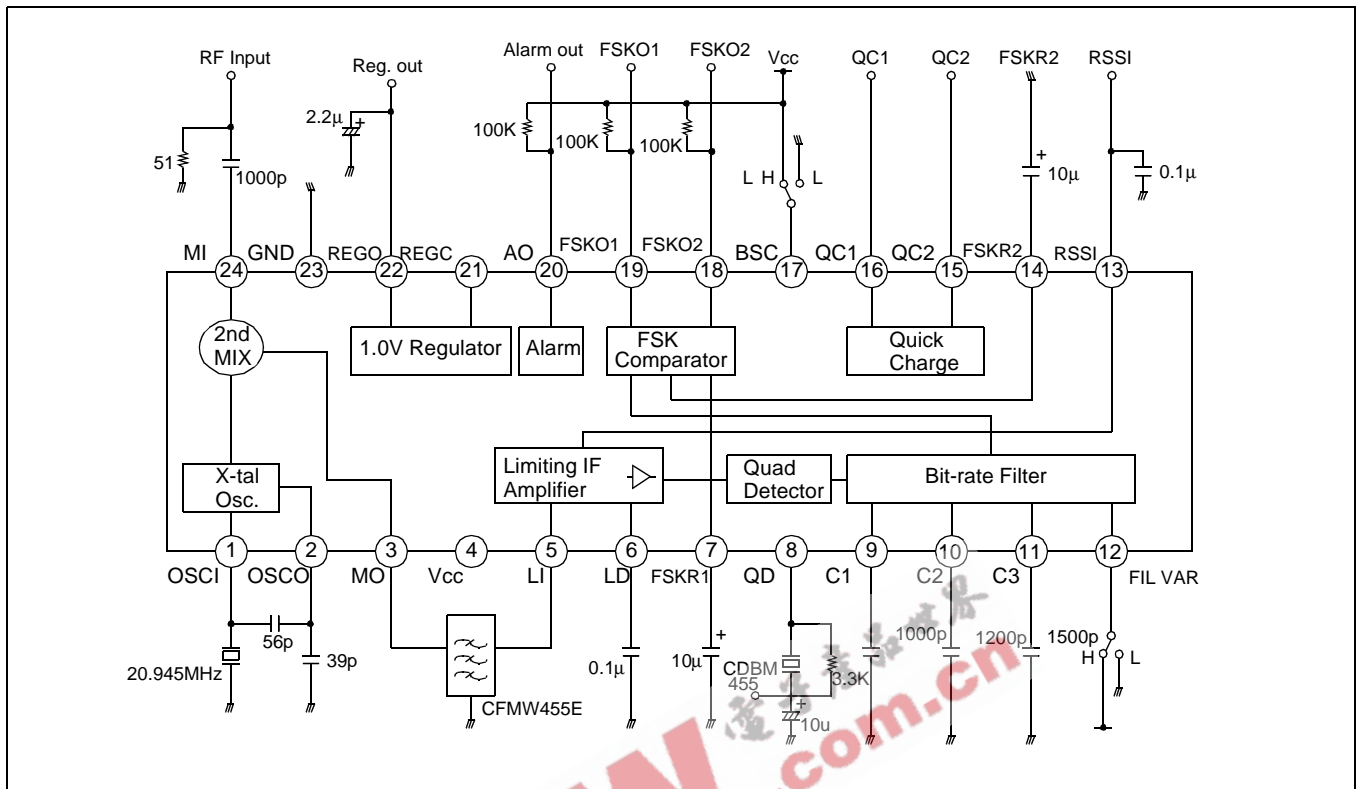 RF Input
Reg. out
Alarm out
FSKO1
FSKO2
Vcc
QC1
QC2
FSKR2
RSSI
2.2µ
+
100K
100K
100K
51
1000p
L H
L
+
10µ
0.1µ
MI
GND
REGO
REGC
AO
FSKO1
FSKO2
BSC
QC1
QC2
FSKR2
RSSI
24
23
22
21
20
19
18
17
16
15
14
13
2nd
MIX
1.0V Regulator
Alarm
FSK
Comparator
Quick
Charge
X-tal
Osc.
Limiting IF
Amplifier
Quad
Detector
Bit-rate Filter
1
2
3
4
5
6
7
8
9
10
11
12
OSCI
OSCO
MO
Vcc
LI
LD
FSKR1
QD
C1
C2
C3
FIL VAR
56p
39p
20.945MHz
CFMW455E
0.1µ
+
10µ
CDBM
455
3.3K
+
10u
1000p
1200p
1500p
H
L
W
.com.cn